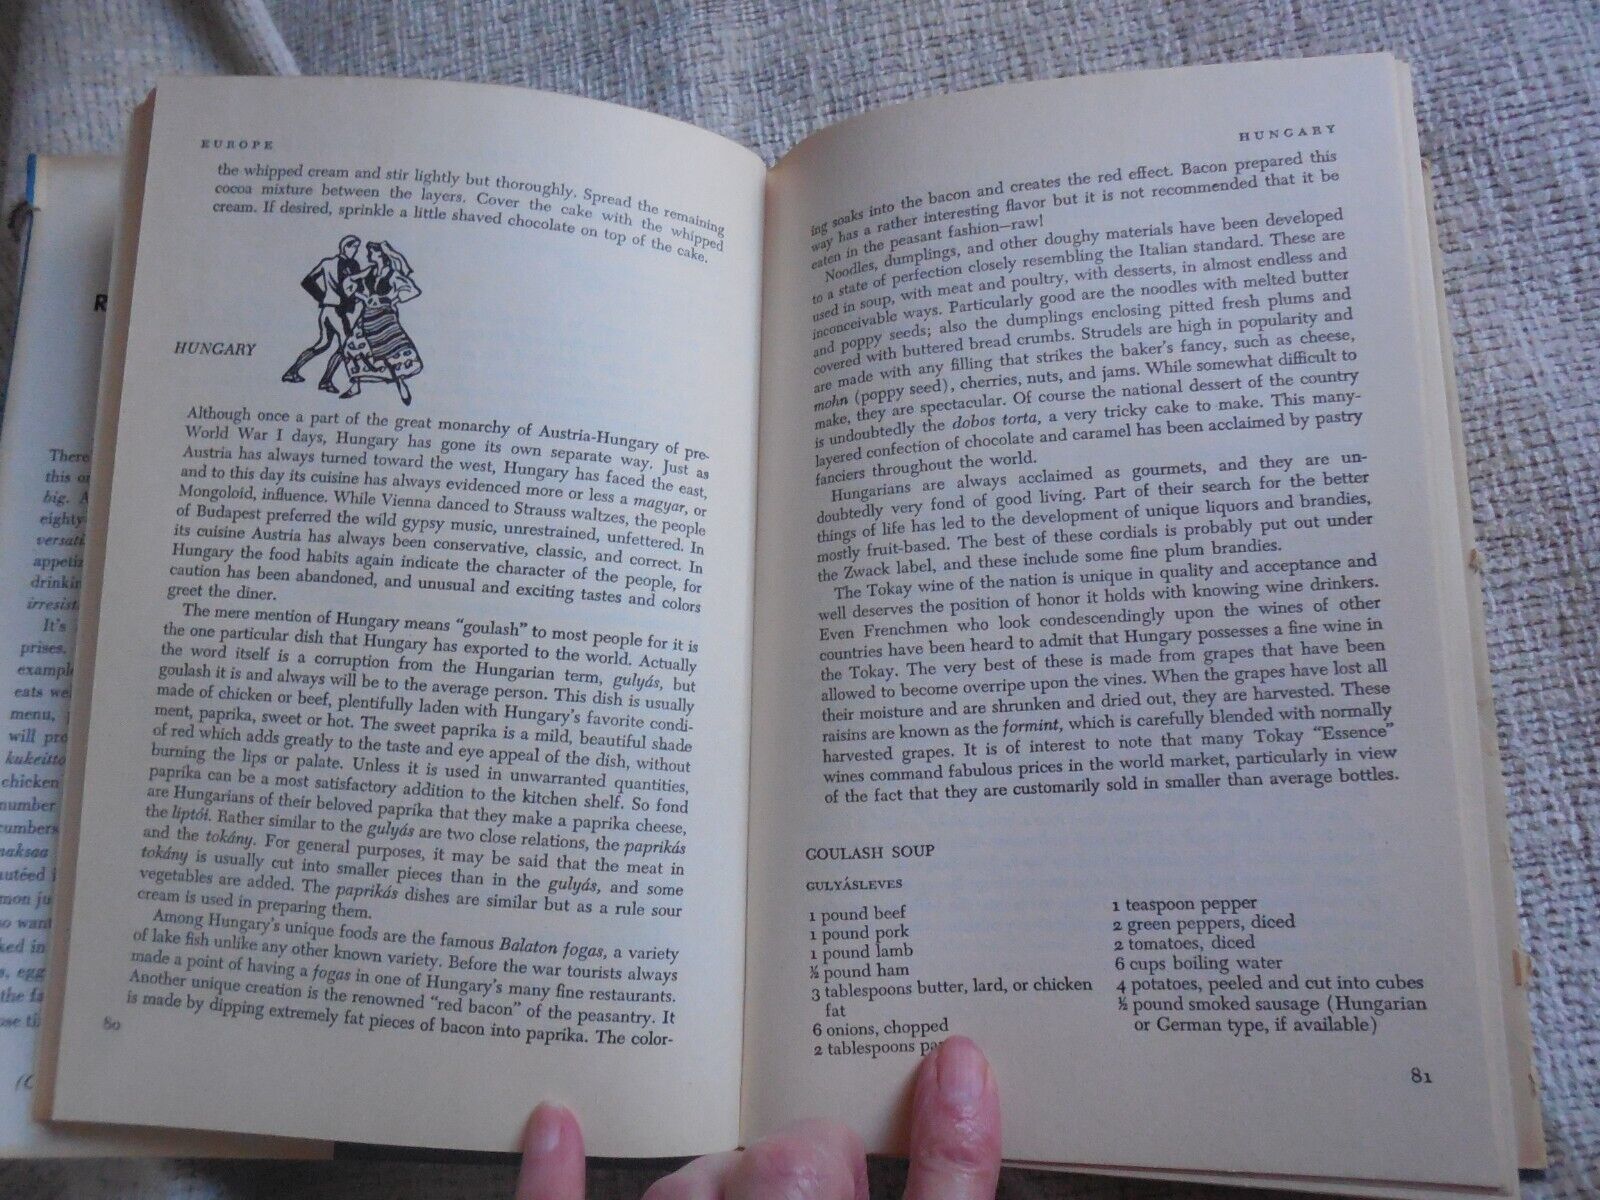 EUROPE
the whipped cream and stir lightly but thoroughly. Spread the remaining
cocoa mixture between the layers. Cover the cake with the whipped
cream. If desired, sprinkle a little shaved chocolate on top of the cake.
HUNGARY
Although once a part of the great monarchy of Austria-Hungary of pre-
World War I days, Hungary has gone its own separate way. Just as
Austria has always turned toward the west, Hungary has faced the east,
and to this day its cuisine has always evidenced more or less a magyar, or
Mongoloid, influence. While Vienna danced to Strauss waltzes, the people
of Budapest preferred the wild gypsy music, unrestrained, unfettered. In
its cuisine Austria has always been conservative, classic, and correct. In
Hungary the food habits again indicate the character of the people, for
caution has been abandoned, and unusual and exciting tastes and colors
greet the diner.
The mere mention of Hungary means "goulash" to most people for it is
the one particular dish that Hungary has exported to the world. Actually
the word itself is a corruption from the Hungarian term, gulyás, but
goulash it is and always will be to the average person. This dish is usually
made of chicken or beef, plentifully laden with Hungary's favorite condi-
ment, paprika, sweet or hot. The sweet paprika is a mild, beautiful shade
of red which adds greatly to the taste and eye appeal of the dish, without
burning the lips or palate. Unless it is used in unwarranted quantities,
paprika can be a most satisfactory addition to the kitchen shelf. So fond
are Hungarians of their beloved paprika that they make a paprika cheese,
the liptói. Rather similar to the gulyás are two close relations, the paprikás
and the tokány. For general purposes, it may be said that the meat in
tokány is usually cut into smaller pieces than in the gulyás, and some
vegetables are added. The paprikás dishes are similar but as a rule sour
cream is used in preparing them.
Among Hungary's unique foods are the famous Balaton fogas, a variety
of lake fish unlike any other known variety. Before the war tourists always
made a point of having a fogas in one of Hungary's many fine restaurants.
Another unique creation is the renowned "red bacon" of the peasantry. It
is made by dipping extremely fat pieces of bacon into paprika. The color-
80
HUNGARY
ing soaks into the bacon and creates the red effect. Bacon prepared this
way has a rather interesting flavor but it is not recommended that it be
eaten in the peasant fashion—raw!
Noodles, dumplings, and other doughy materials have been developed
to a state of perfection closely resembling the Italian standard. These are
used in soup, with meat and poultry, with desserts, in almost endless and
inconceivable ways. Particularly good are the noodles with melted butter
and poppy seeds; also the dumplings enclosing pitted fresh plums and
covered with buttered bread crumbs. Strudels are high in popularity and
are made with any filling that strikes the baker's fancy, such as cheese,
mohn (poppy seed), cherries, nuts, and jams. While somewhat difficult to
make, they are spectacular. Of course the national dessert of the country
is undoubtedly the dobos torta, a very tricky cake to make. This many-
layered confection of chocolate and caramel has been acclaimed by pastry
fanciers throughout the world.
Hungarians are always acclaimed as gourmets, and they are un-
doubtedly very fond of good living. Part of their search for the better
things of life has led to the development of unique liquors and brandies,
mostly fruit-based. The best of these cordials is probably put out under
the Zwack label, and these include some fine plum brandies.
The Tokay wine of the nation is unique in quality and acceptance and
well deserves the position of honor it holds with knowing wine drinkers.
Even Frenchmen who look condescendingly upon the wines of other
countries have been heard to admit that Hungary possesses a fine wine in
the Tokay. The very best of these is made from grapes that have been
allowed to become overripe upon the vines. When the grapes have lost all
their moisture and are shrunken and dried out, they are harvested. These
raisins are known as the formint, which is carefully blended with normally
harvested grapes. It is of interest to note that many Tokay "Essence"
wines command fabulous prices in the world market, particularly in view
of the fact that they are customarily sold in smaller than average bottles.
GOULASH SOUP
GULYÁSLEVES
1 pound beef
1 pound pork
1 pound lamb
½ pound ham
3 tablespoons butter, lard, or chicken
fat
6 onions, chopped
2 tablespoons
1 teaspoon pepper
2 green peppers, diced
2 tomatoes, diced
6 cups boiling water
4 potatoes, peeled and cut into cubes
½ pound smoked sausage (Hungarian
or German type, if available)
81